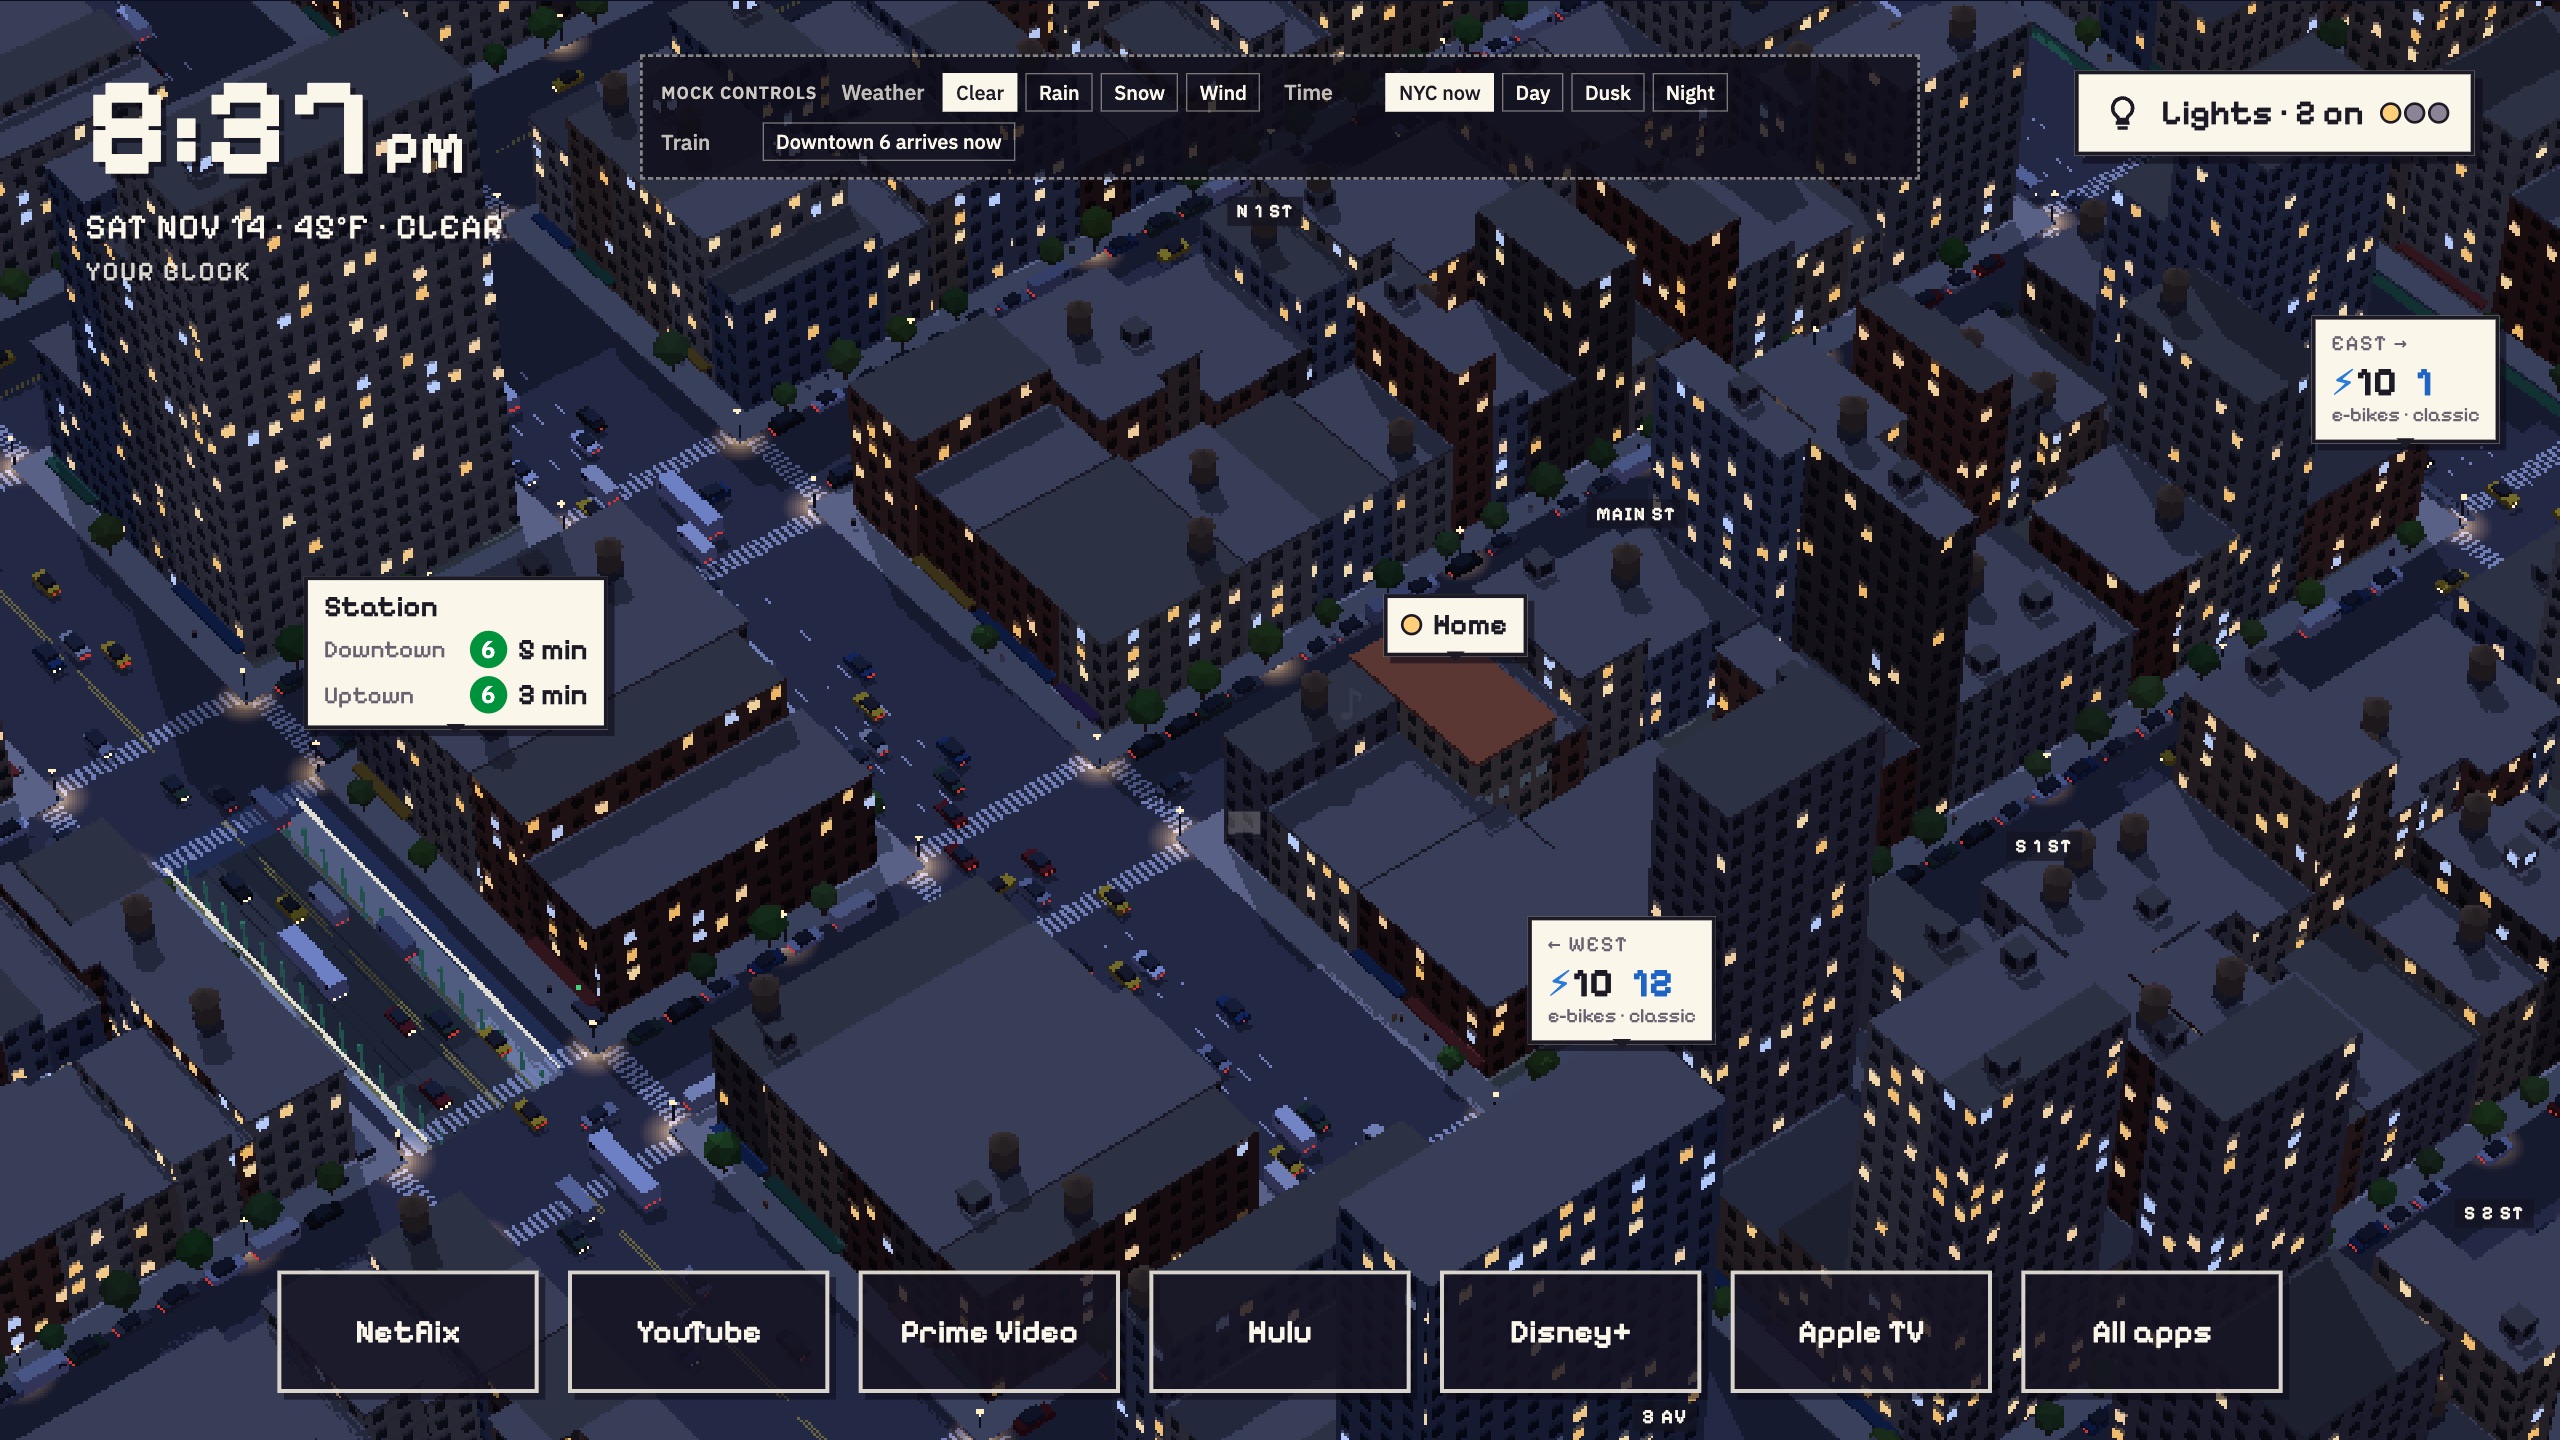 8:37 pm
SAT NOV 14 · 45°F · CLEAR
YOUR BLOCK
MOCK CONTROLS Weather Clear Rain Snow Wind Time NYC now Day Dusk Night
Train Downtown 6 arrives now
Lights · 2 on
N 1 ST
EAST →
⚡10 1
e-bikes · classic
MAIN ST
Station
Downtown 6 5 min
Uptown 6 3 min
Home
S 1 ST
← WEST
⚡10 12
e-bikes · classic
S 2 ST
Netflix
YouTube
Prime Video
Hulu
Disney+
Apple TV
All apps
3 AV